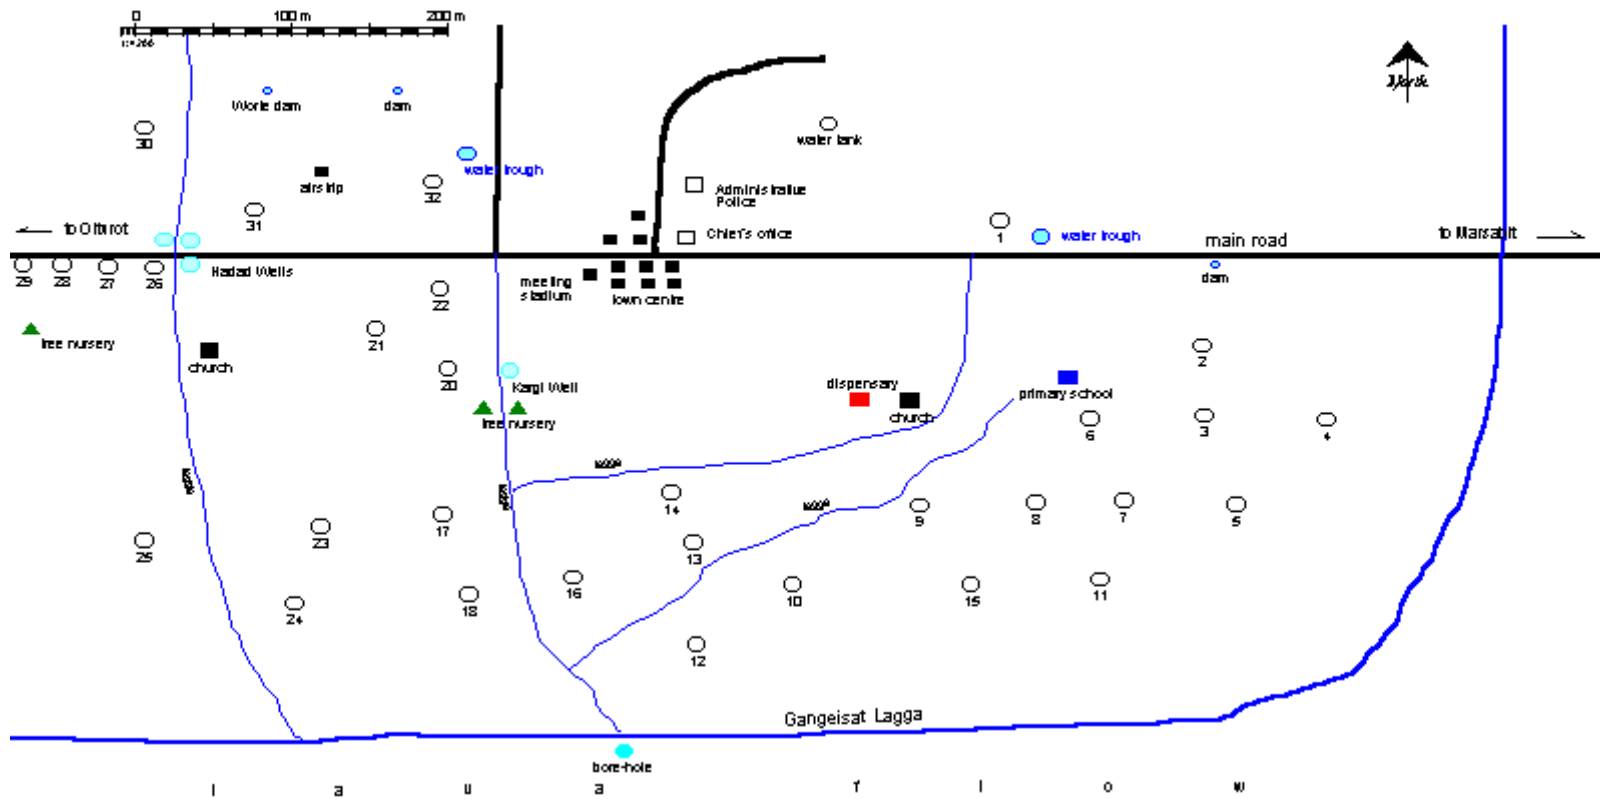 0 100 m 200 m
North
Worle dam
dam
water tank
30
water trough
airstrip
32
Administrative
Police
31
1
to Olturot
Chief's office
water trough
main road
to Marsabit
29
28
27
26
Hadad Wells
22
meeting
stadium
town centre
dam
tree nursery
21
2
church
20
Kargi Well
dispensary
church
primary school
tree nursery
6
3
4
14
17
9
8
7
5
23
25
13
16
18
10
15
11
24
12
Gangeisat Lagga
bore-hole
l a v a f l o w